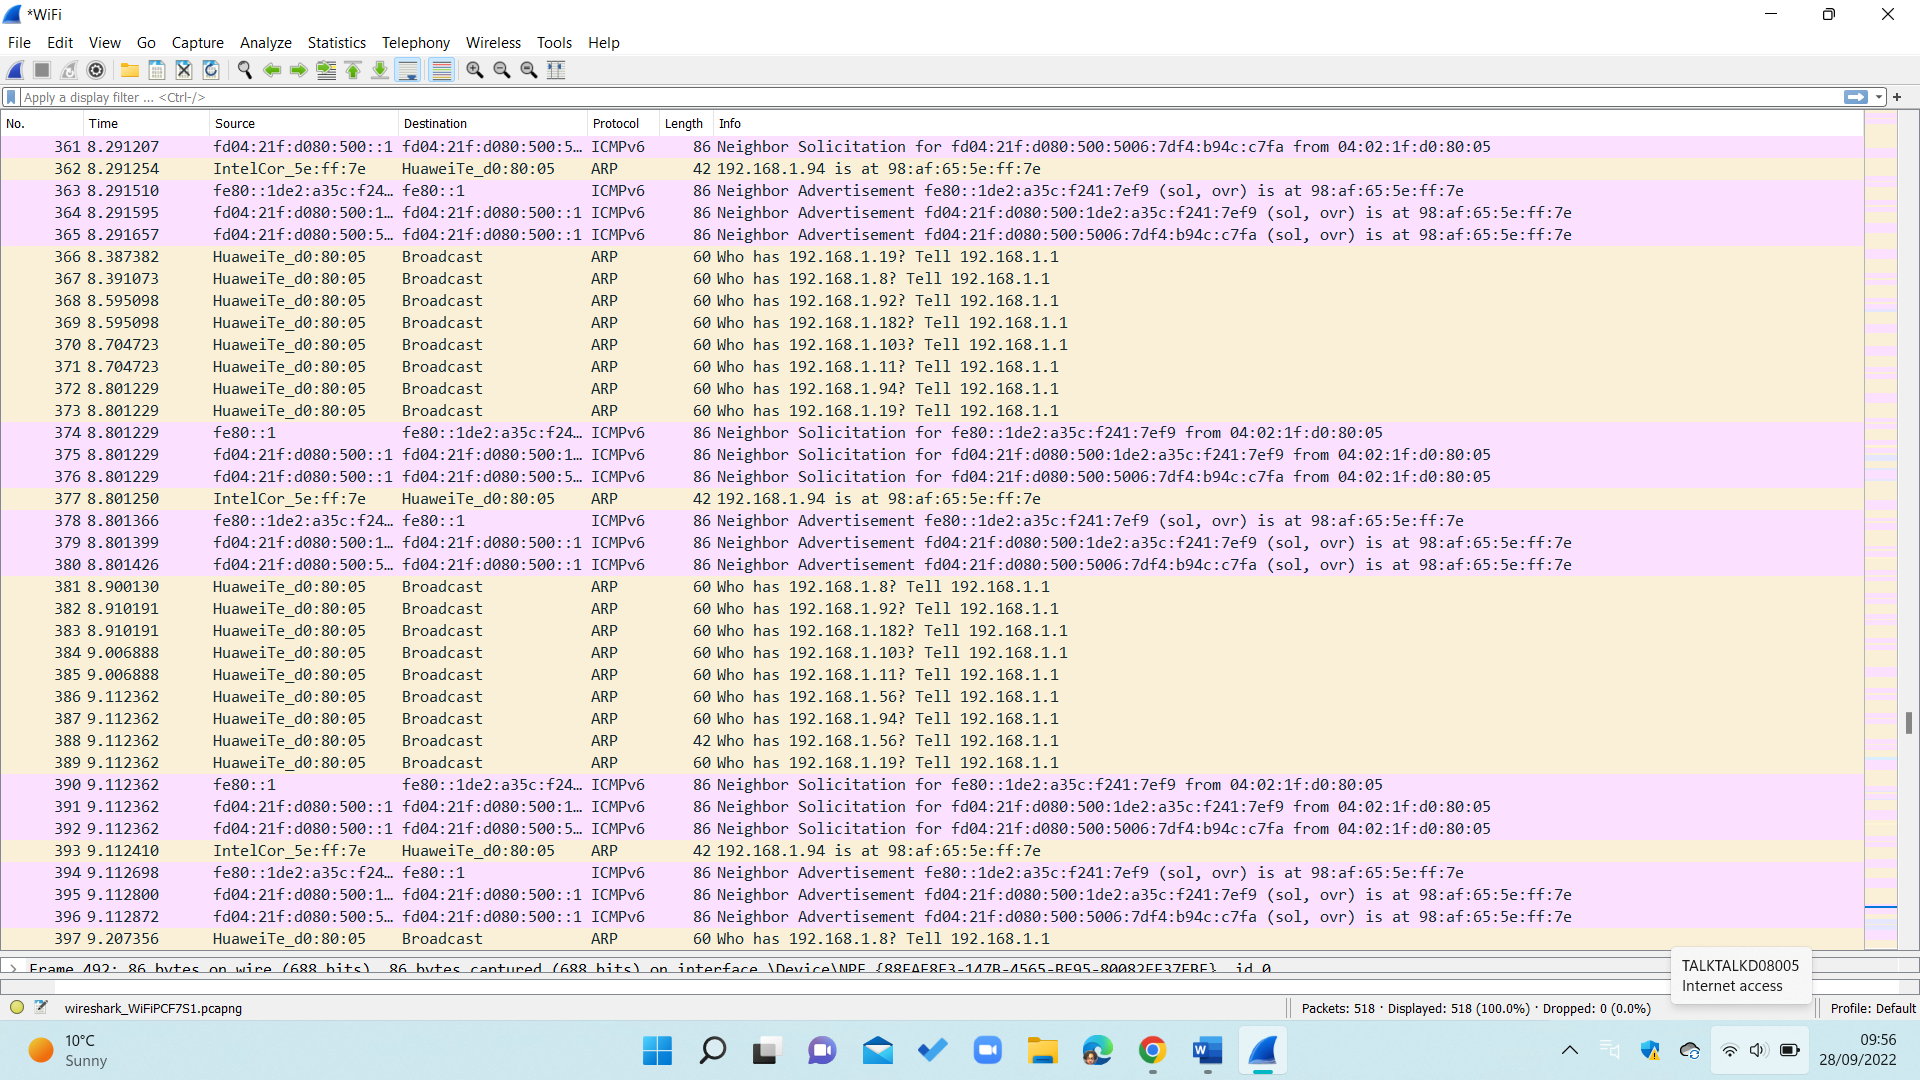 *WiFi
File Edit View Go Capture Analyze Statistics Telephony Wireless Tools Help
Apply a display filter ... <Ctrl-/>
No. Time Source Destination Protocol Length Info
361 8.291207 fd04:21f:d080:500::1 fd04:21f:d080:500:5… ICMPv6 86 Neighbor Solicitation for fd04:21f:d080:500:5006:7df4:b94c:c7fa from 04:02:1f:d0:80:05
362 8.291254 IntelCor_5e:ff:7e HuaweiTe_d0:80:05 ARP 42 192.168.1.94 is at 98:af:65:5e:ff:7e
363 8.291510 fe80::1de2:a35c:f24… fe80::1 ICMPv6 86 Neighbor Advertisement fe80::1de2:a35c:f241:7ef9 (sol, ovr) is at 98:af:65:5e:ff:7e
364 8.291595 fd04:21f:d080:500:1… fd04:21f:d080:500::1 ICMPv6 86 Neighbor Advertisement fd04:21f:d080:500:1de2:a35c:f241:7ef9 (sol, ovr) is at 98:af:65:5e:ff:7e
365 8.291657 fd04:21f:d080:500:5… fd04:21f:d080:500::1 ICMPv6 86 Neighbor Advertisement fd04:21f:d080:500:5006:7df4:b94c:c7fa (sol, ovr) is at 98:af:65:5e:ff:7e
366 8.387382 HuaweiTe_d0:80:05 Broadcast ARP 60 Who has 192.168.1.19? Tell 192.168.1.1
367 8.391073 HuaweiTe_d0:80:05 Broadcast ARP 60 Who has 192.168.1.8? Tell 192.168.1.1
368 8.595098 HuaweiTe_d0:80:05 Broadcast ARP 60 Who has 192.168.1.92? Tell 192.168.1.1
369 8.595098 HuaweiTe_d0:80:05 Broadcast ARP 60 Who has 192.168.1.182? Tell 192.168.1.1
370 8.704723 HuaweiTe_d0:80:05 Broadcast ARP 60 Who has 192.168.1.103? Tell 192.168.1.1
371 8.704723 HuaweiTe_d0:80:05 Broadcast ARP 60 Who has 192.168.1.11? Tell 192.168.1.1
372 8.801229 HuaweiTe_d0:80:05 Broadcast ARP 60 Who has 192.168.1.94? Tell 192.168.1.1
373 8.801229 HuaweiTe_d0:80:05 Broadcast ARP 60 Who has 192.168.1.19? Tell 192.168.1.1
374 8.801229 fe80::1 fe80::1de2:a35c:f24… ICMPv6 86 Neighbor Solicitation for fe80::1de2:a35c:f241:7ef9 from 04:02:1f:d0:80:05
375 8.801229 fd04:21f:d080:500::1 fd04:21f:d080:500:1… ICMPv6 86 Neighbor Solicitation for fd04:21f:d080:500:1de2:a35c:f241:7ef9 from 04:02:1f:d0:80:05
376 8.801229 fd04:21f:d080:500::1 fd04:21f:d080:500:5… ICMPv6 86 Neighbor Solicitation for fd04:21f:d080:500:5006:7df4:b94c:c7fa from 04:02:1f:d0:80:05
377 8.801250 IntelCor_5e:ff:7e HuaweiTe_d0:80:05 ARP 42 192.168.1.94 is at 98:af:65:5e:ff:7e
378 8.801366 fe80::1de2:a35c:f24… fe80::1 ICMPv6 86 Neighbor Advertisement fe80::1de2:a35c:f241:7ef9 (sol, ovr) is at 98:af:65:5e:ff:7e
379 8.801399 fd04:21f:d080:500:1… fd04:21f:d080:500::1 ICMPv6 86 Neighbor Advertisement fd04:21f:d080:500:1de2:a35c:f241:7ef9 (sol, ovr) is at 98:af:65:5e:ff:7e
380 8.801426 fd04:21f:d080:500:5… fd04:21f:d080:500::1 ICMPv6 86 Neighbor Advertisement fd04:21f:d080:500:5006:7df4:b94c:c7fa (sol, ovr) is at 98:af:65:5e:ff:7e
381 8.900130 HuaweiTe_d0:80:05 Broadcast ARP 60 Who has 192.168.1.8? Tell 192.168.1.1
382 8.910191 HuaweiTe_d0:80:05 Broadcast ARP 60 Who has 192.168.1.92? Tell 192.168.1.1
383 8.910191 HuaweiTe_d0:80:05 Broadcast ARP 60 Who has 192.168.1.182? Tell 192.168.1.1
384 9.006888 HuaweiTe_d0:80:05 Broadcast ARP 60 Who has 192.168.1.103? Tell 192.168.1.1
385 9.006888 HuaweiTe_d0:80:05 Broadcast ARP 60 Who has 192.168.1.11? Tell 192.168.1.1
386 9.112362 HuaweiTe_d0:80:05 Broadcast ARP 60 Who has 192.168.1.56? Tell 192.168.1.1
387 9.112362 HuaweiTe_d0:80:05 Broadcast ARP 60 Who has 192.168.1.94? Tell 192.168.1.1
388 9.112362 HuaweiTe_d0:80:05 Broadcast ARP 42 Who has 192.168.1.56? Tell 192.168.1.1
389 9.112362 HuaweiTe_d0:80:05 Broadcast ARP 60 Who has 192.168.1.19? Tell 192.168.1.1
390 9.112362 fe80::1 fe80::1de2:a35c:f24… ICMPv6 86 Neighbor Solicitation for fe80::1de2:a35c:f241:7ef9 from 04:02:1f:d0:80:05
391 9.112362 fd04:21f:d080:500::1 fd04:21f:d080:500:1… ICMPv6 86 Neighbor Solicitation for fd04:21f:d080:500:1de2:a35c:f241:7ef9 from 04:02:1f:d0:80:05
392 9.112362 fd04:21f:d080:500::1 fd04:21f:d080:500:5… ICMPv6 86 Neighbor Solicitation for fd04:21f:d080:500:5006:7df4:b94c:c7fa from 04:02:1f:d0:80:05
393 9.112410 IntelCor_5e:ff:7e HuaweiTe_d0:80:05 ARP 42 192.168.1.94 is at 98:af:65:5e:ff:7e
394 9.112698 fe80::1de2:a35c:f24… fe80::1 ICMPv6 86 Neighbor Advertisement fe80::1de2:a35c:f241:7ef9 (sol, ovr) is at 98:af:65:5e:ff:7e
395 9.112800 fd04:21f:d080:500:1… fd04:21f:d080:500::1 ICMPv6 86 Neighbor Advertisement fd04:21f:d080:500:1de2:a35c:f241:7ef9 (sol, ovr) is at 98:af:65:5e:ff:7e
396 9.112872 fd04:21f:d080:500:5… fd04:21f:d080:500::1 ICMPv6 86 Neighbor Advertisement fd04:21f:d080:500:5006:7df4:b94c:c7fa (sol, ovr) is at 98:af:65:5e:ff:7e
397 9.207356 HuaweiTe_d0:80:05 Broadcast ARP 60 Who has 192.168.1.8? Tell 192.168.1.1
Frame 492: 86 bytes on wire (688 bits), 86 bytes captured (688 bits) on interface
TALKTALKD08005
Internet access
wireshark_WiFiPCF7S1.pcapng
Packets: 518 · Displayed: 518 (100.0%) · Dropped: 0 (0.0%)
Profile: Default
10°C
Sunny
09:56
28/09/2022